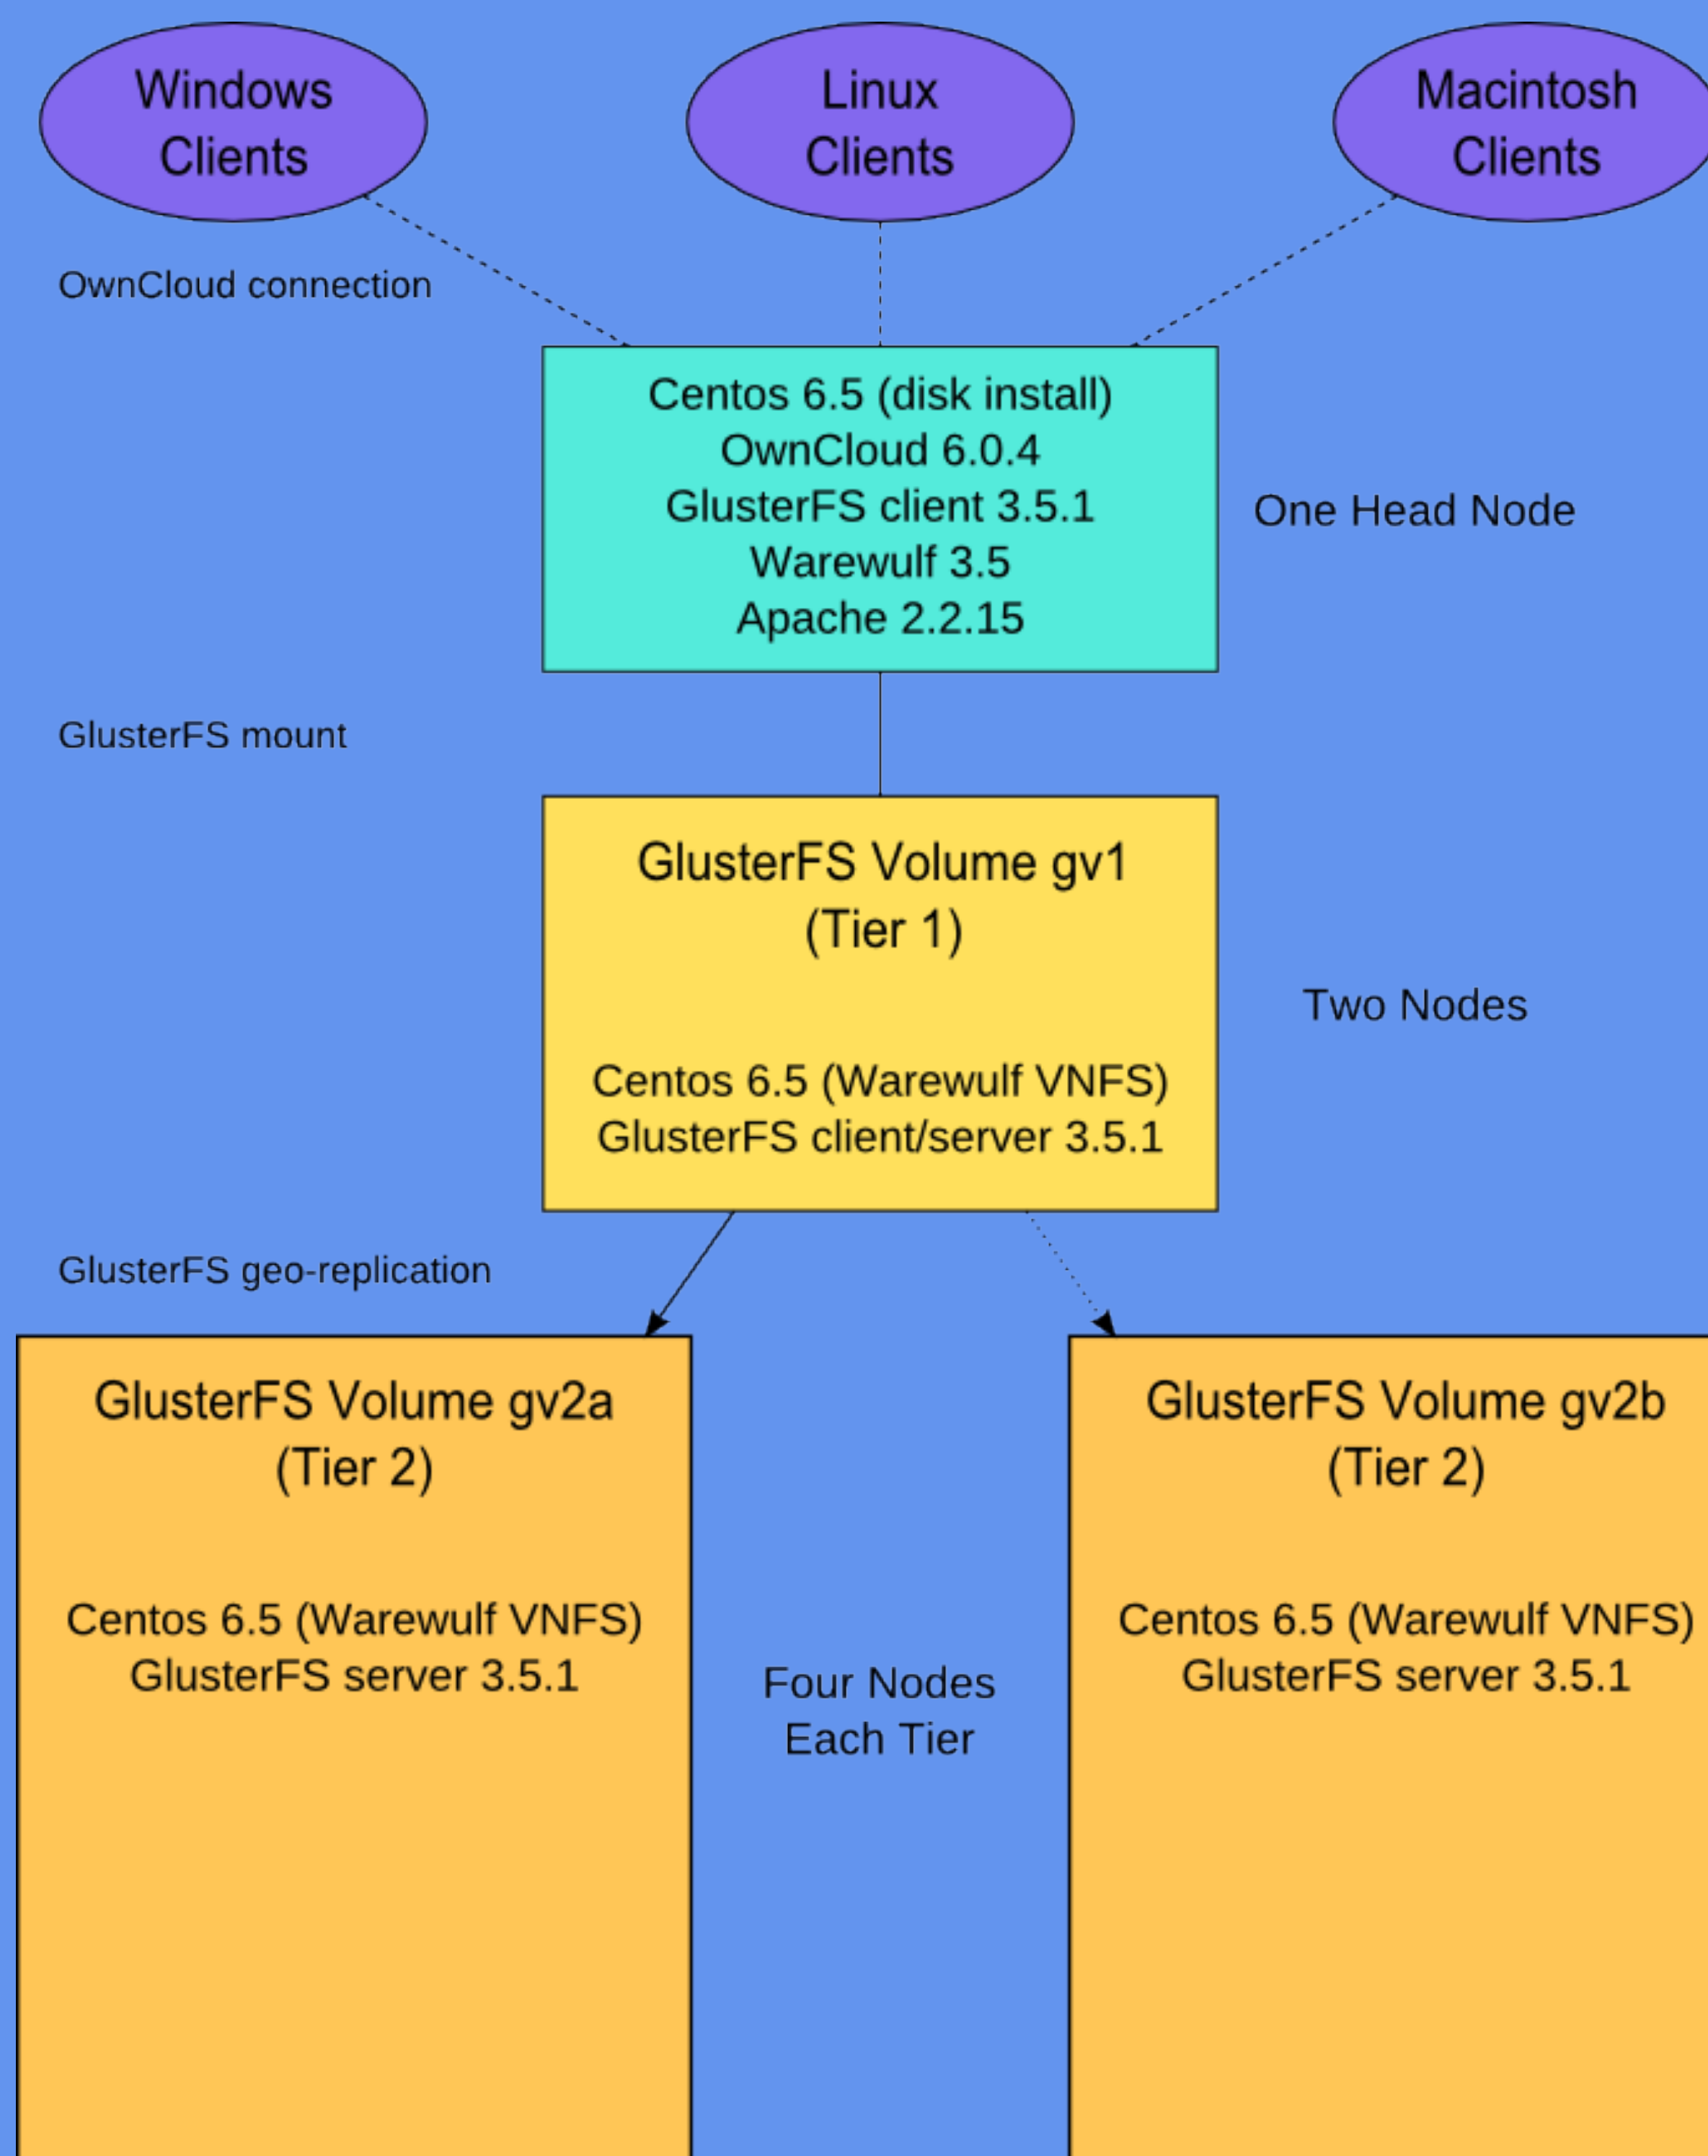 Windows
Clients
Linux
Clients
Macintosh
Clients
OwnCloud connection
Centos 6.5 (disk install)
OwnCloud 6.0.4
GlusterFS client 3.5.1
Warewulf 3.5
Apache 2.2.15
One Head Node
GlusterFS mount
GlusterFS Volume gv1
(Tier 1)
Centos 6.5 (Warewulf VNFS)
GlusterFS client/server 3.5.1
Two Nodes
GlusterFS geo-replication
GlusterFS Volume gv2a
(Tier 2)
Centos 6.5 (Warewulf VNFS)
GlusterFS server 3.5.1
Four Nodes
Each Tier
GlusterFS Volume gv2b
(Tier 2)
Centos 6.5 (Warewulf VNFS)
GlusterFS server 3.5.1